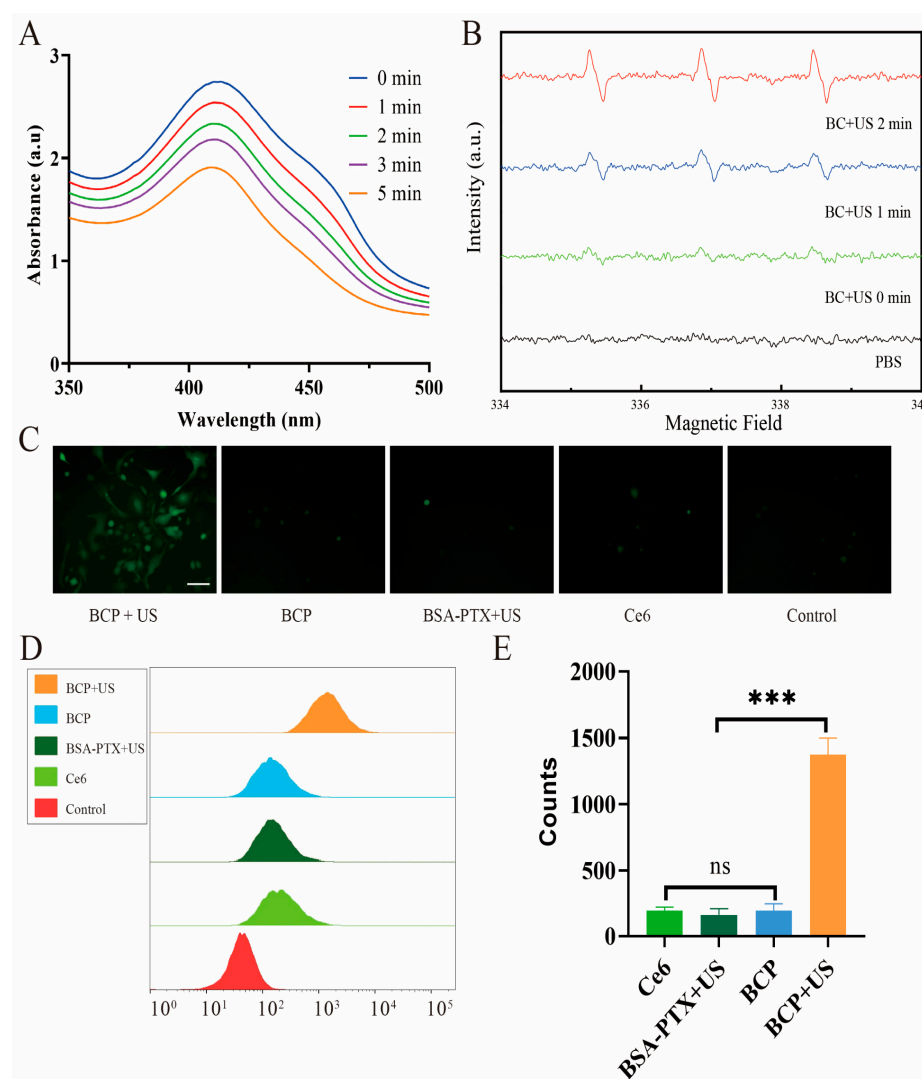 A
Absorbance (a.u)
3
2
1
0
350
400
450
500
Wavelength (nm)
0 min
1 min
2 min
3 min
5 min
B
Intensity (a.u.)
BC+US 2 min
BC+US 1 min
BC+US 0 min
PBS
334
336
338
34
Magnetic Field
C
BCP + US
BCP
BSA-PTX+US
Ce6
Control
D
BCP+US
BCP
BSA-PTX+US
Ce6
Control
10⁰
10¹
10²
10³
10⁴
10⁵
E
Counts
2000
1500
1000
500
0
***
ns
Ce6
BSA-PTX+US
BCP
BCP+US